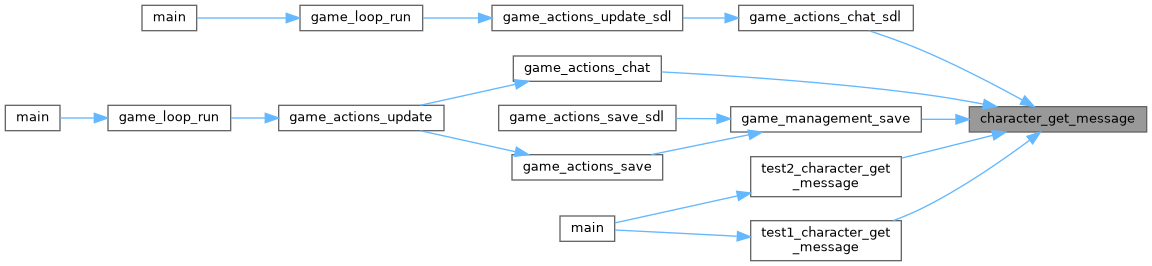 main
game_loop_run
game_actions_update_sdl
game_actions_chat_sdl
game_actions_chat
main
game_loop_run
game_actions_update
game_actions_save_sdl
game_management_save
character_get_message
game_actions_save
test2_character_get
_message
main
test1_character_get
_message